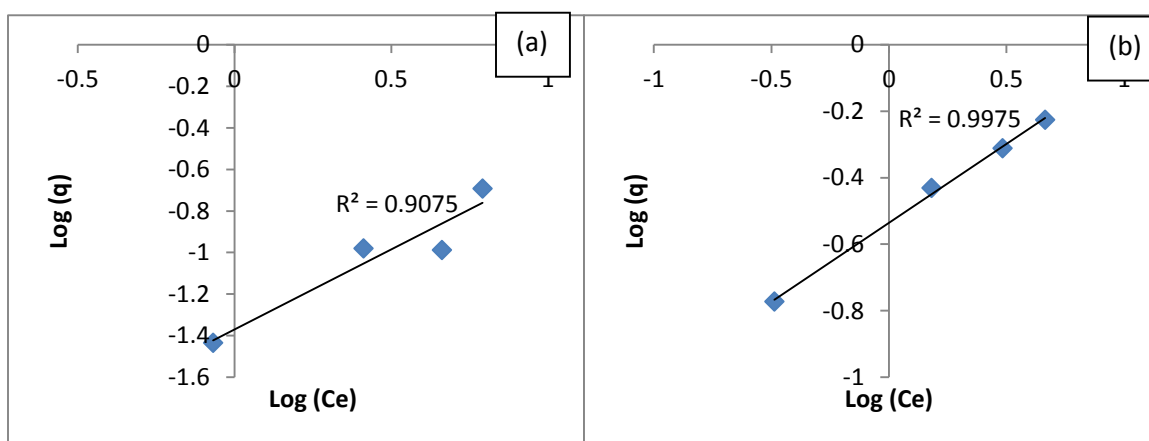 (a)
-0.5 0 0.5 1
0
-0.2
-0.4
-0.6
-0.8
-1
-1.2
-1.4
-1.6
R² = 0.9075
Log (q)
Log (Ce)
(b)
-1 -0.5 0 0.5 1
0
-0.2
-0.4
-0.6
-0.8
-1
R² = 0.9975
Log (q)
Log (Ce)